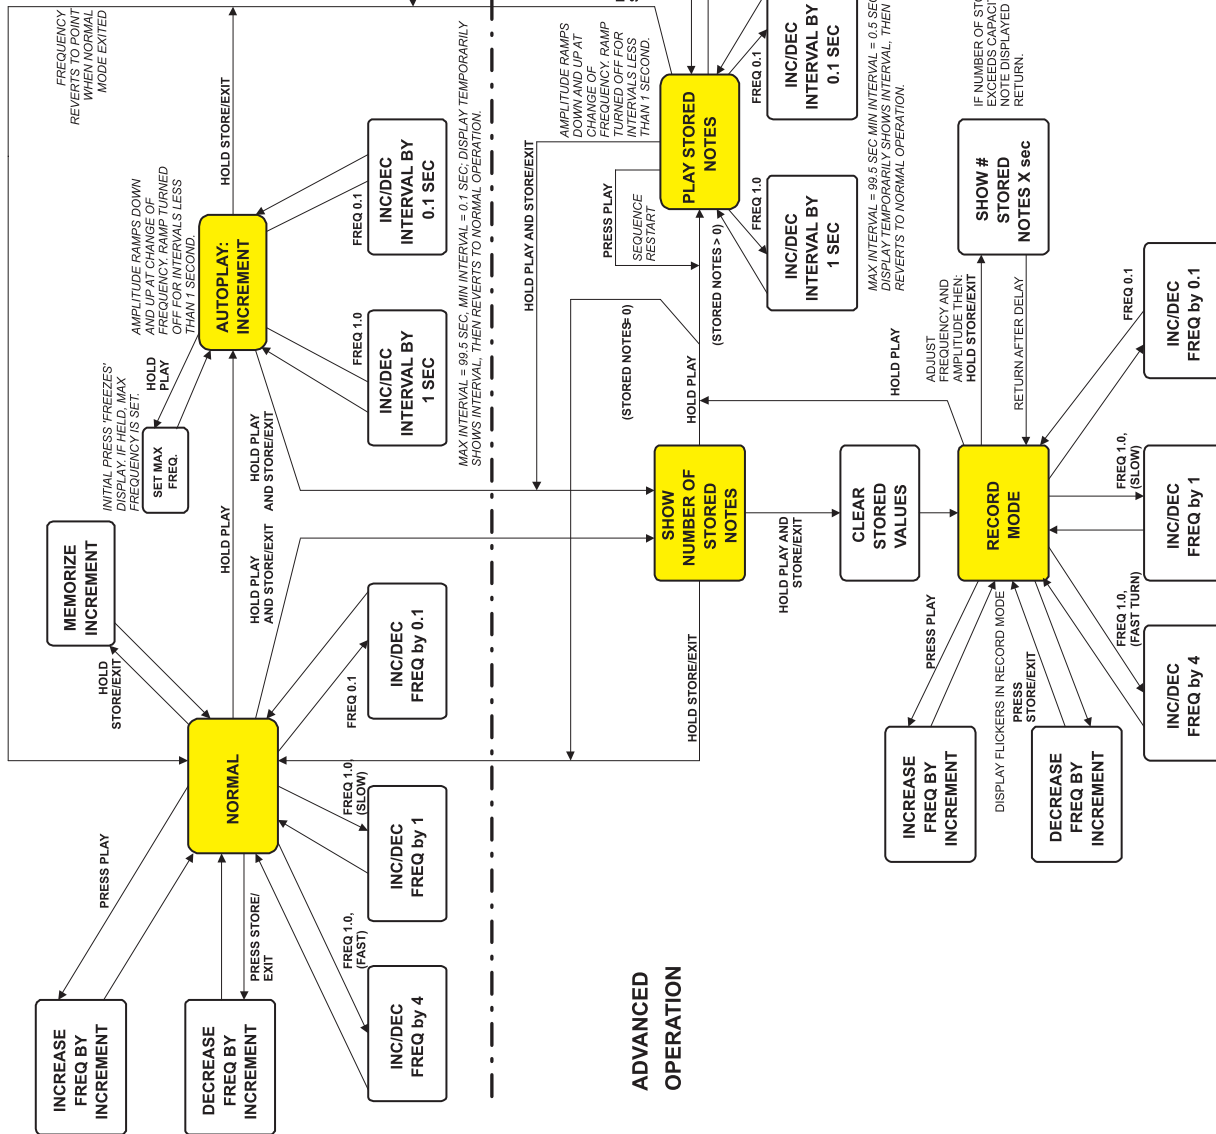 FREQUENCY
REVERTS TO POINT
WHEN NORMAL
MODE EXITED
HOLD STORE/EXIT
AMPLITUDE RAMPS DOWN
AND UP AT CHANGE OF
FREQUENCY. RAMP TURNED
OFF FOR INTERVALS LESS
THAN 1 SECOND.
AUTOPLAY:
INCREMENT
FREQ 0.1
INC/DEC
INTERVAL BY
0.1 SEC
FREQ 1.0
INC/DEC
INTERVAL BY
1 SEC
MAX INTERVAL = 99.5 SEC, MIN INTERVAL = 0.1 SEC; DISPLAY TEMPORARILY
SHOWS INTERVAL, THEN REVERTS TO NORMAL OPERATION.
INITIAL PRESS 'FREEZES'
DISPLAY. IF HELD, MAX
FREQUENCY IS SET.
HOLD
PLAY
SET MAX
FREQ.
HOLD PLAY
HOLD PLAY
AND STORE/EXIT
MEMORIZE
INCREMENT
HOLD
STORE/EXIT
HOLD PLAY
AND STORE/EXIT
NORMAL
FREQ 0.1
INC/DEC
FREQ by 0.1
FREQ 1.0,
(SLOW)
INC/DEC
FREQ by 1
FREQ 1.0,
(FAST)
INC/DEC
FREQ by 4
PRESS PLAY
INCREASE
FREQ BY
INCREMENT
PRESS STORE/
EXIT
DECREASE
FREQ BY
INCREMENT
ADVANCED
OPERATION
AMPLITUDE RAMPS
DOWN AND UP AT
CHANGE OF
FREQUENCY. RAMP
TURNED OFF FOR
INTERVALS LESS
THAN 1 SECOND.
HOLD PLAY AND STORE/EXIT
PLAY STORED
NOTES
PRESS PLAY
SEQUENCE
RESTART
FREQ 0.1
INC/DEC
INTERVAL BY
0.1 SEC
FREQ 1.0
INC/DEC
INTERVAL BY
1 SEC
MAX INTERVAL = 99.5 SEC MIN INTERVAL = 0.5 SEC
DISPLAY TEMPORARILY SHOWS INTERVAL, THEN
REVERTS TO NORMAL OPERATION.
(STORED NOTES > 0)
(STORED NOTES= 0)
HOLD PLAY
HOLD PLAY
SHOW
NUMBER OF
STORED
NOTES
HOLD STORE/EXIT
HOLD PLAY AND
STORE/EXIT
CLEAR
STORED
VALUES
RECORD
MODE
ADJUST
FREQUENCY AND
AMPLITUDE THEN:
HOLD STORE/EXIT
RETURN AFTER DELAY
SHOW #
STORED
NOTES X sec
IF NUMBER OF
EXCEEDS
NOTE DISPLAYED
RETURN.
FREQ 0.1
INC/DEC
FREQ by 0.1
FREQ 1.0,
(SLOW)
INC/DEC
FREQ by 1
FREQ 1.0,
(FAST TURN)
INC/DEC
FREQ by 4
PRESS PLAY
INCREASE
FREQ BY
INCREMENT
DISPLAY FLICKERS IN RECORD MODE
PRESS
STORE/EXIT
DECREASE
FREQ BY
INCREMENT